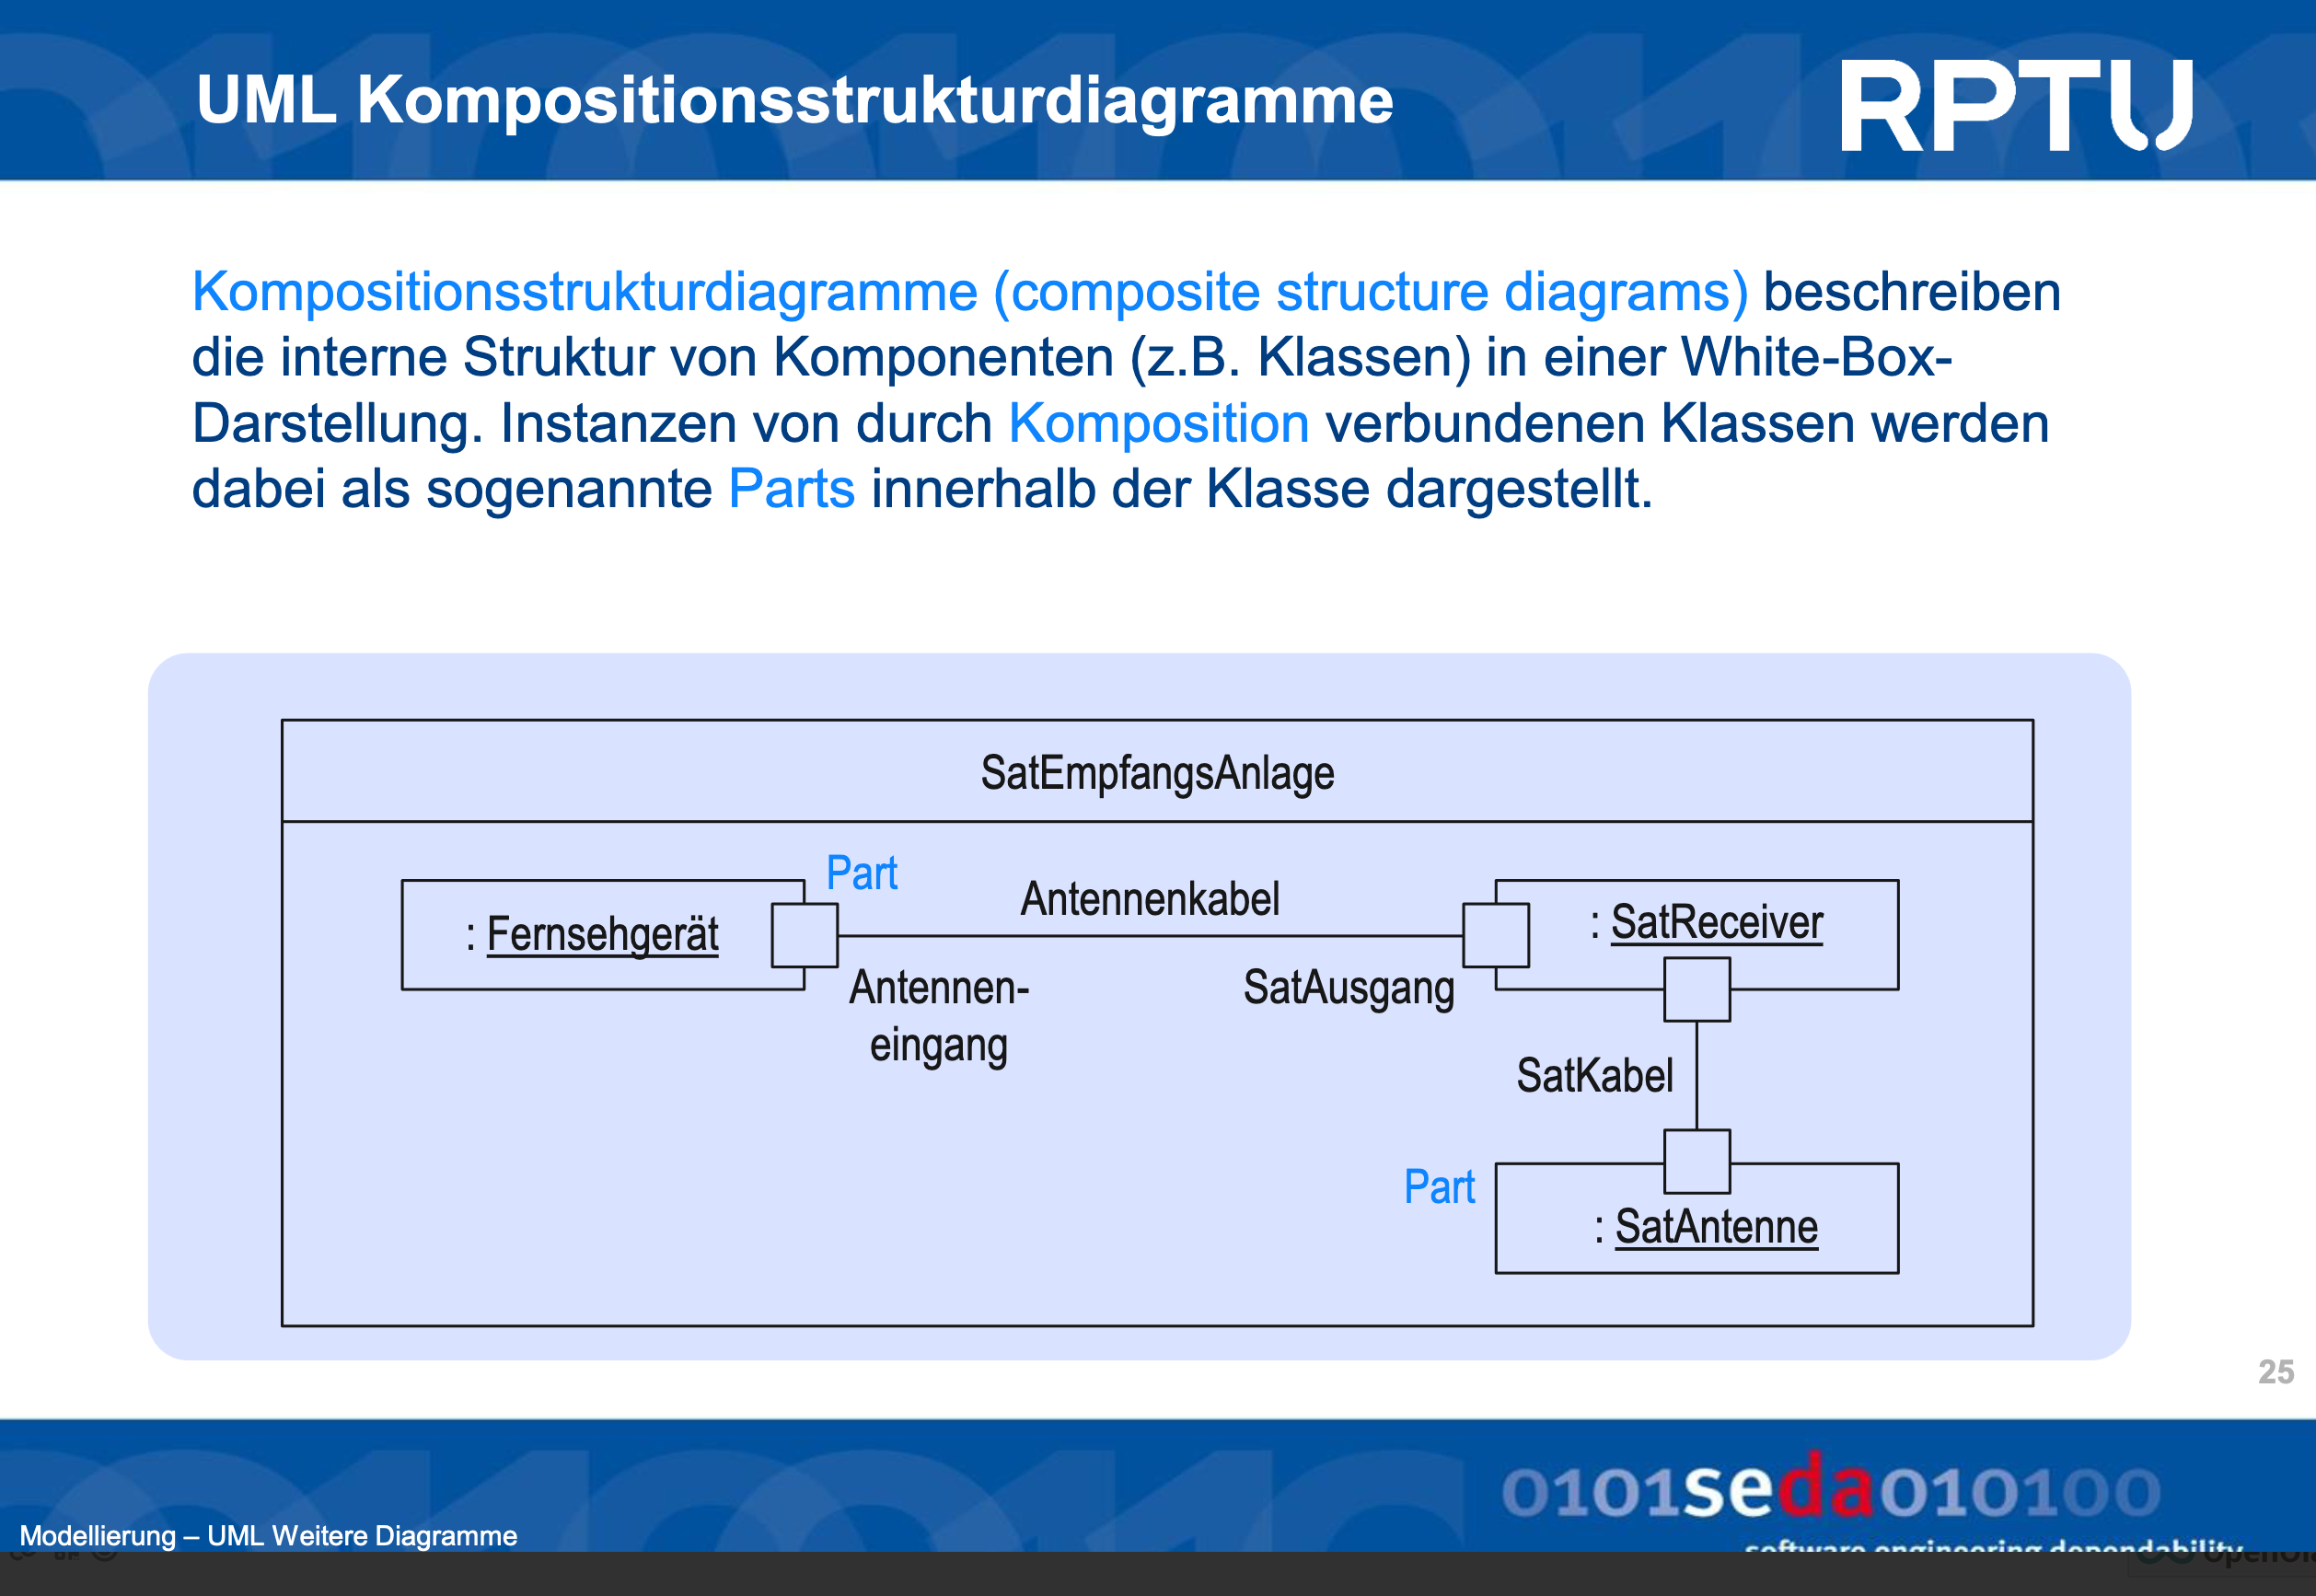 UML Kompositionsstrukturdiagramme
RPTU
Kompositionsstrukturdiagramme (composite structure diagrams) beschreiben
die interne Struktur von Komponenten (z.B. Klassen) in einer White-Box-
Darstellung. Instanzen von durch Komposition verbundenen Klassen werden
dabei als sogenannte Parts innerhalb der Klasse dargestellt.
SatEmpfangsAnlage
Part
: Fernsehgerät
Antennenkabel
: SatReceiver
Antennen-
eingang
SatAusgang
SatKabel
Part
: SatAntenne
25
0101seda010100
software engineering dependability
Modellierung – UML Weitere Diagramme